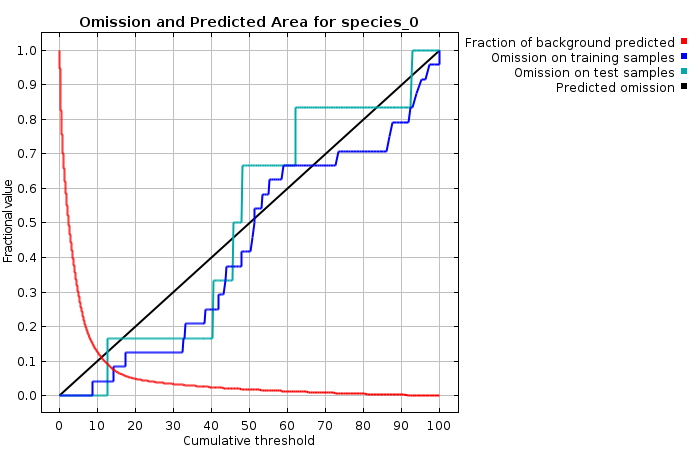 Omission and Predicted Area for species_0
Fraction of background predicted
Omission on training samples
Omission on test samples
Predicted omission
1.0
0.9
0.8
0.7
0.6
0.5
0.4
0.3
0.2
0.1
0.0
Fractional value
0 10 20 30 40 50 60 70 80 90 100
Cumulative threshold